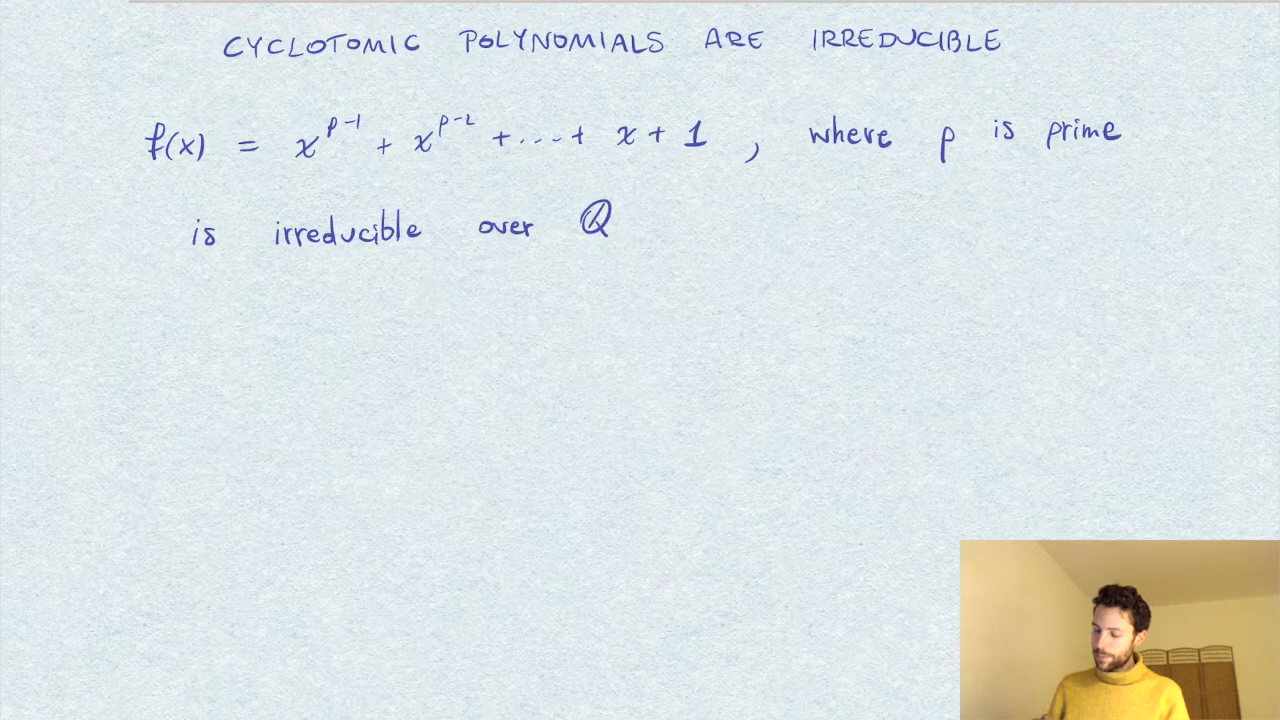 CYCLOTOMIC POLYNOMIALS ARE IRREDUCIBLE
f(x) = x^{p-1} + x^{p-2} + ... + x + 1 , where p is prime
is irreducible over ℚ